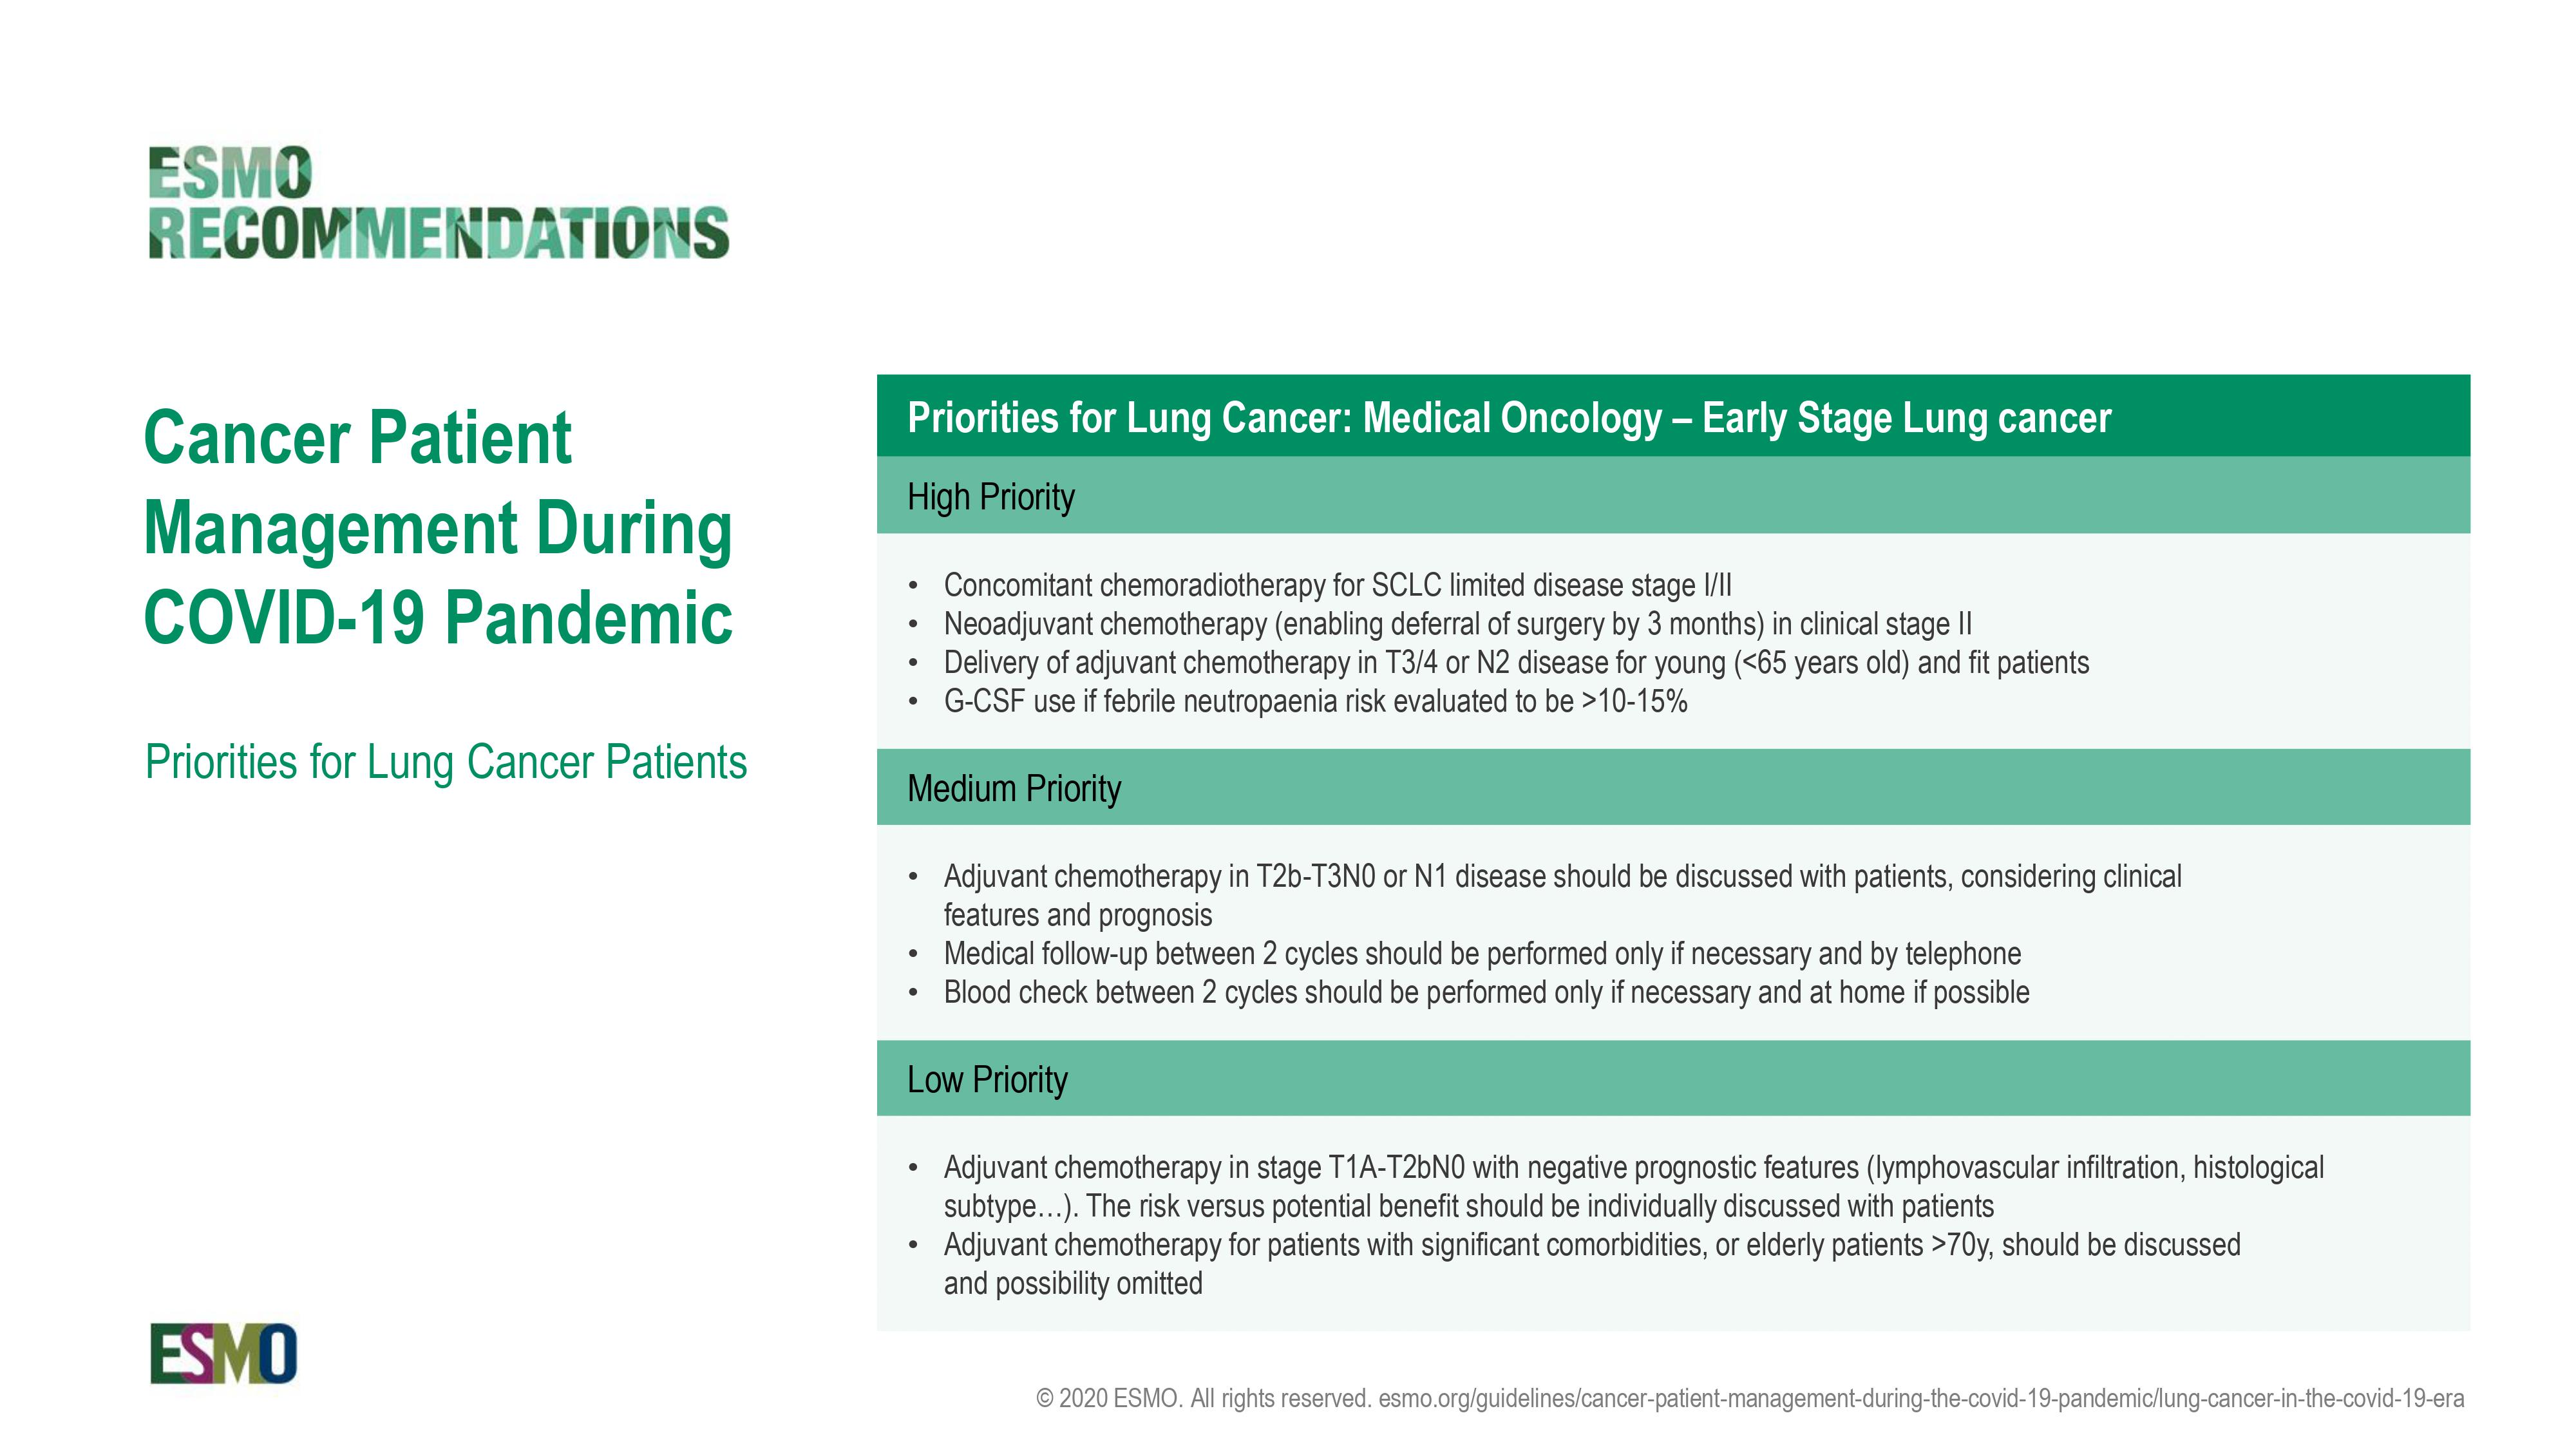 ESMO
RECOMMENDATIONS
Cancer Patient
Management During
COVID-19 Pandemic
Priorities for Lung Cancer Patients
Priorities for Lung Cancer: Medical Oncology – Early Stage Lung cancer
High Priority
• Concomitant chemoradiotherapy for SCLC limited disease stage I/II
• Neoadjuvant chemotherapy (enabling deferral of surgery by 3 months) in clinical stage II
• Delivery of adjuvant chemotherapy in T3/4 or N2 disease for young (<65 years old) and fit patients
• G-CSF use if febrile neutropaenia risk evaluated to be >10-15%
Medium Priority
• Adjuvant chemotherapy in T2b-T3N0 or N1 disease should be discussed with patients, considering clinical
features and prognosis
• Medical follow-up between 2 cycles should be performed only if necessary and by telephone
• Blood check between 2 cycles should be performed only if necessary and at home if possible
Low Priority
• Adjuvant chemotherapy in stage T1A-T2bN0 with negative prognostic features (lymphovascular infiltration, histological
subtype…). The risk versus potential benefit should be individually discussed with patients
• Adjuvant chemotherapy for patients with significant comorbidities, or elderly patients >70y, should be discussed
and possibility omitted
ESMO
© 2020 ESMO. All rights reserved. esmo.org/guidelines/cancer-patient-management-during-the-covid-19-pandemic/lung-cancer-in-the-covid-19-era